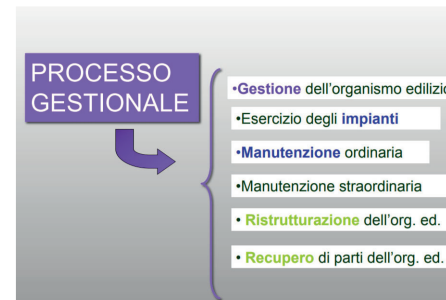 PROCESSO
GESTIONALE
•Gestione dell'organismo edilizio
•Esercizio degli impianti
•Manutenzione ordinaria
•Manutenzione straordinaria
• Ristrutturazione dell'org. ed.
• Recupero di parti dell'org. ed.